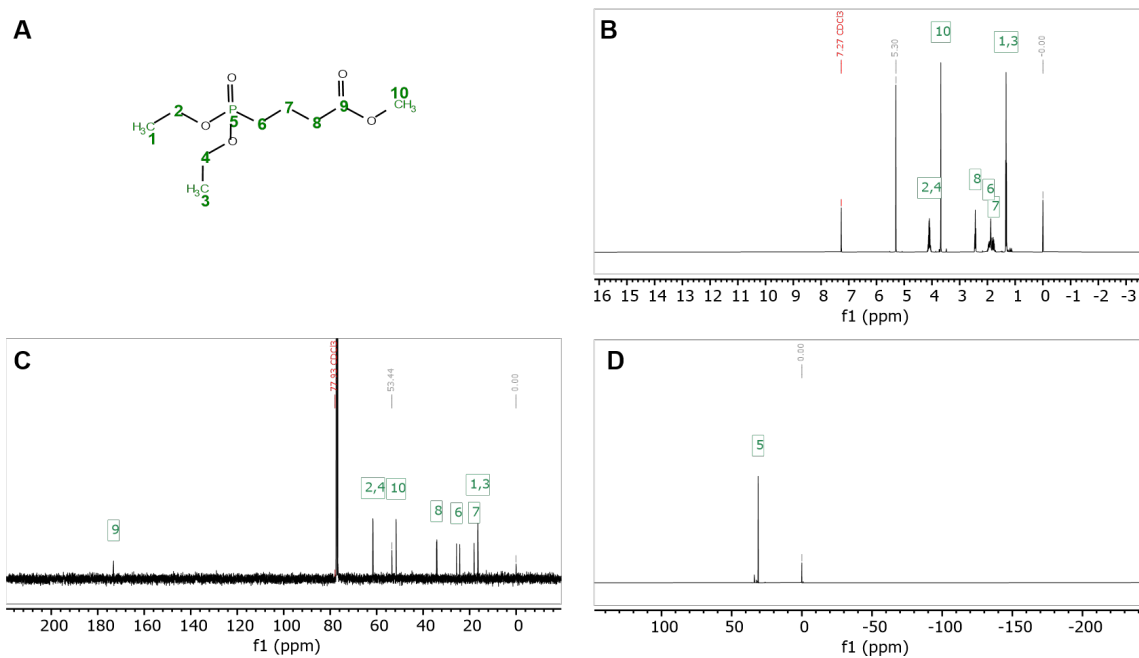 A
O
P
5
O
O
O
O
H₃C
1
2
H₃C
3
4
6
7
8
9
10
CH₃
B
7.27 CDCl3
5.30
10
1,3
-0.00
2,4
8
6
7
16 15 14 13 12 11 10 9 8 7 6 5 4 3 2 1 0 -1 -2 -3
f1 (ppm)
C
77.93 CDCl3
53.44
0.00
9
2,4
10
8
6
7
1,3
200 180 160 140 120 100 80 60 40 20 0
f1 (ppm)
D
0.00
5
100 50 0 -50 -100 -150 -200
f1 (ppm)